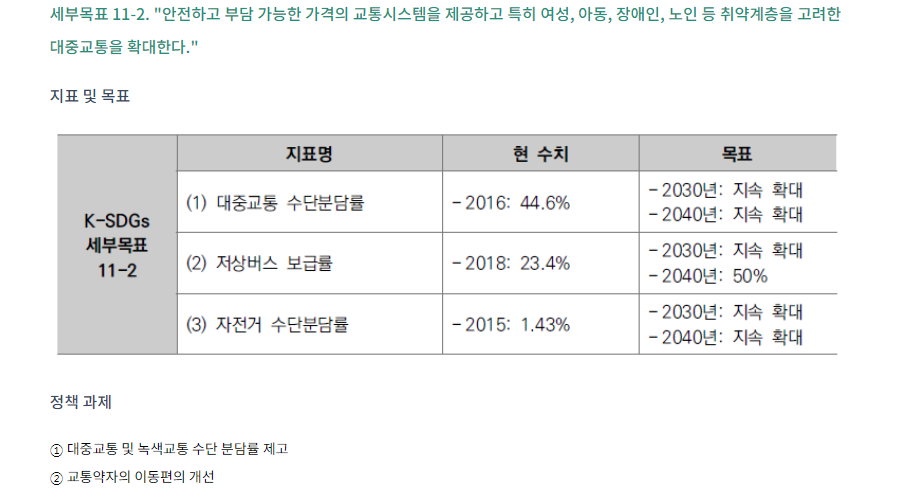 세부목표 11-2. "안전하고 부담 가능한 가격의 교통시스템을 제공하고 특히 여성, 아동, 장애인, 노인 등 취약계층을 고려한
대중교통을 확대한다."
지표 및 목표
지표명 현 수치 목표
K-SDGs
세부목표
11-2
(1) 대중교통 수단분담률 - 2016: 44.6% - 2030년: 지속 확대
- 2040년: 지속 확대
(2) 저상버스 보급률 - 2018: 23.4% - 2030년: 지속 확대
- 2040년: 50%
(3) 자전거 수단분담률 - 2015: 1.43% - 2030년: 지속 확대
- 2040년: 지속 확대
정책 과제
① 대중교통 및 녹색교통 수단 분담률 제고
② 교통약자의 이동편의 개선